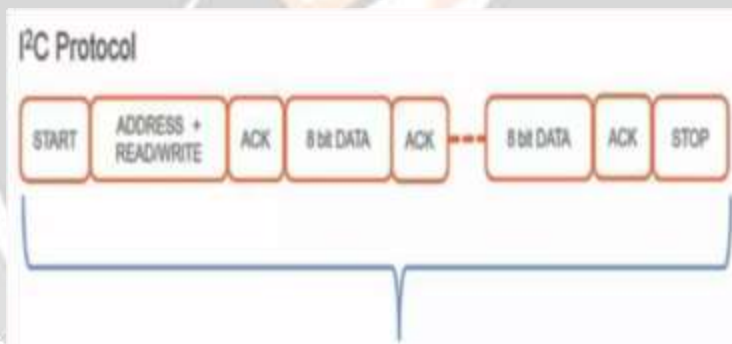 I²C Protocol
START
ADDRESS +
READ/WRITE
ACK
8 bit DATA
ACK
8 bit DATA
ACK
STOP